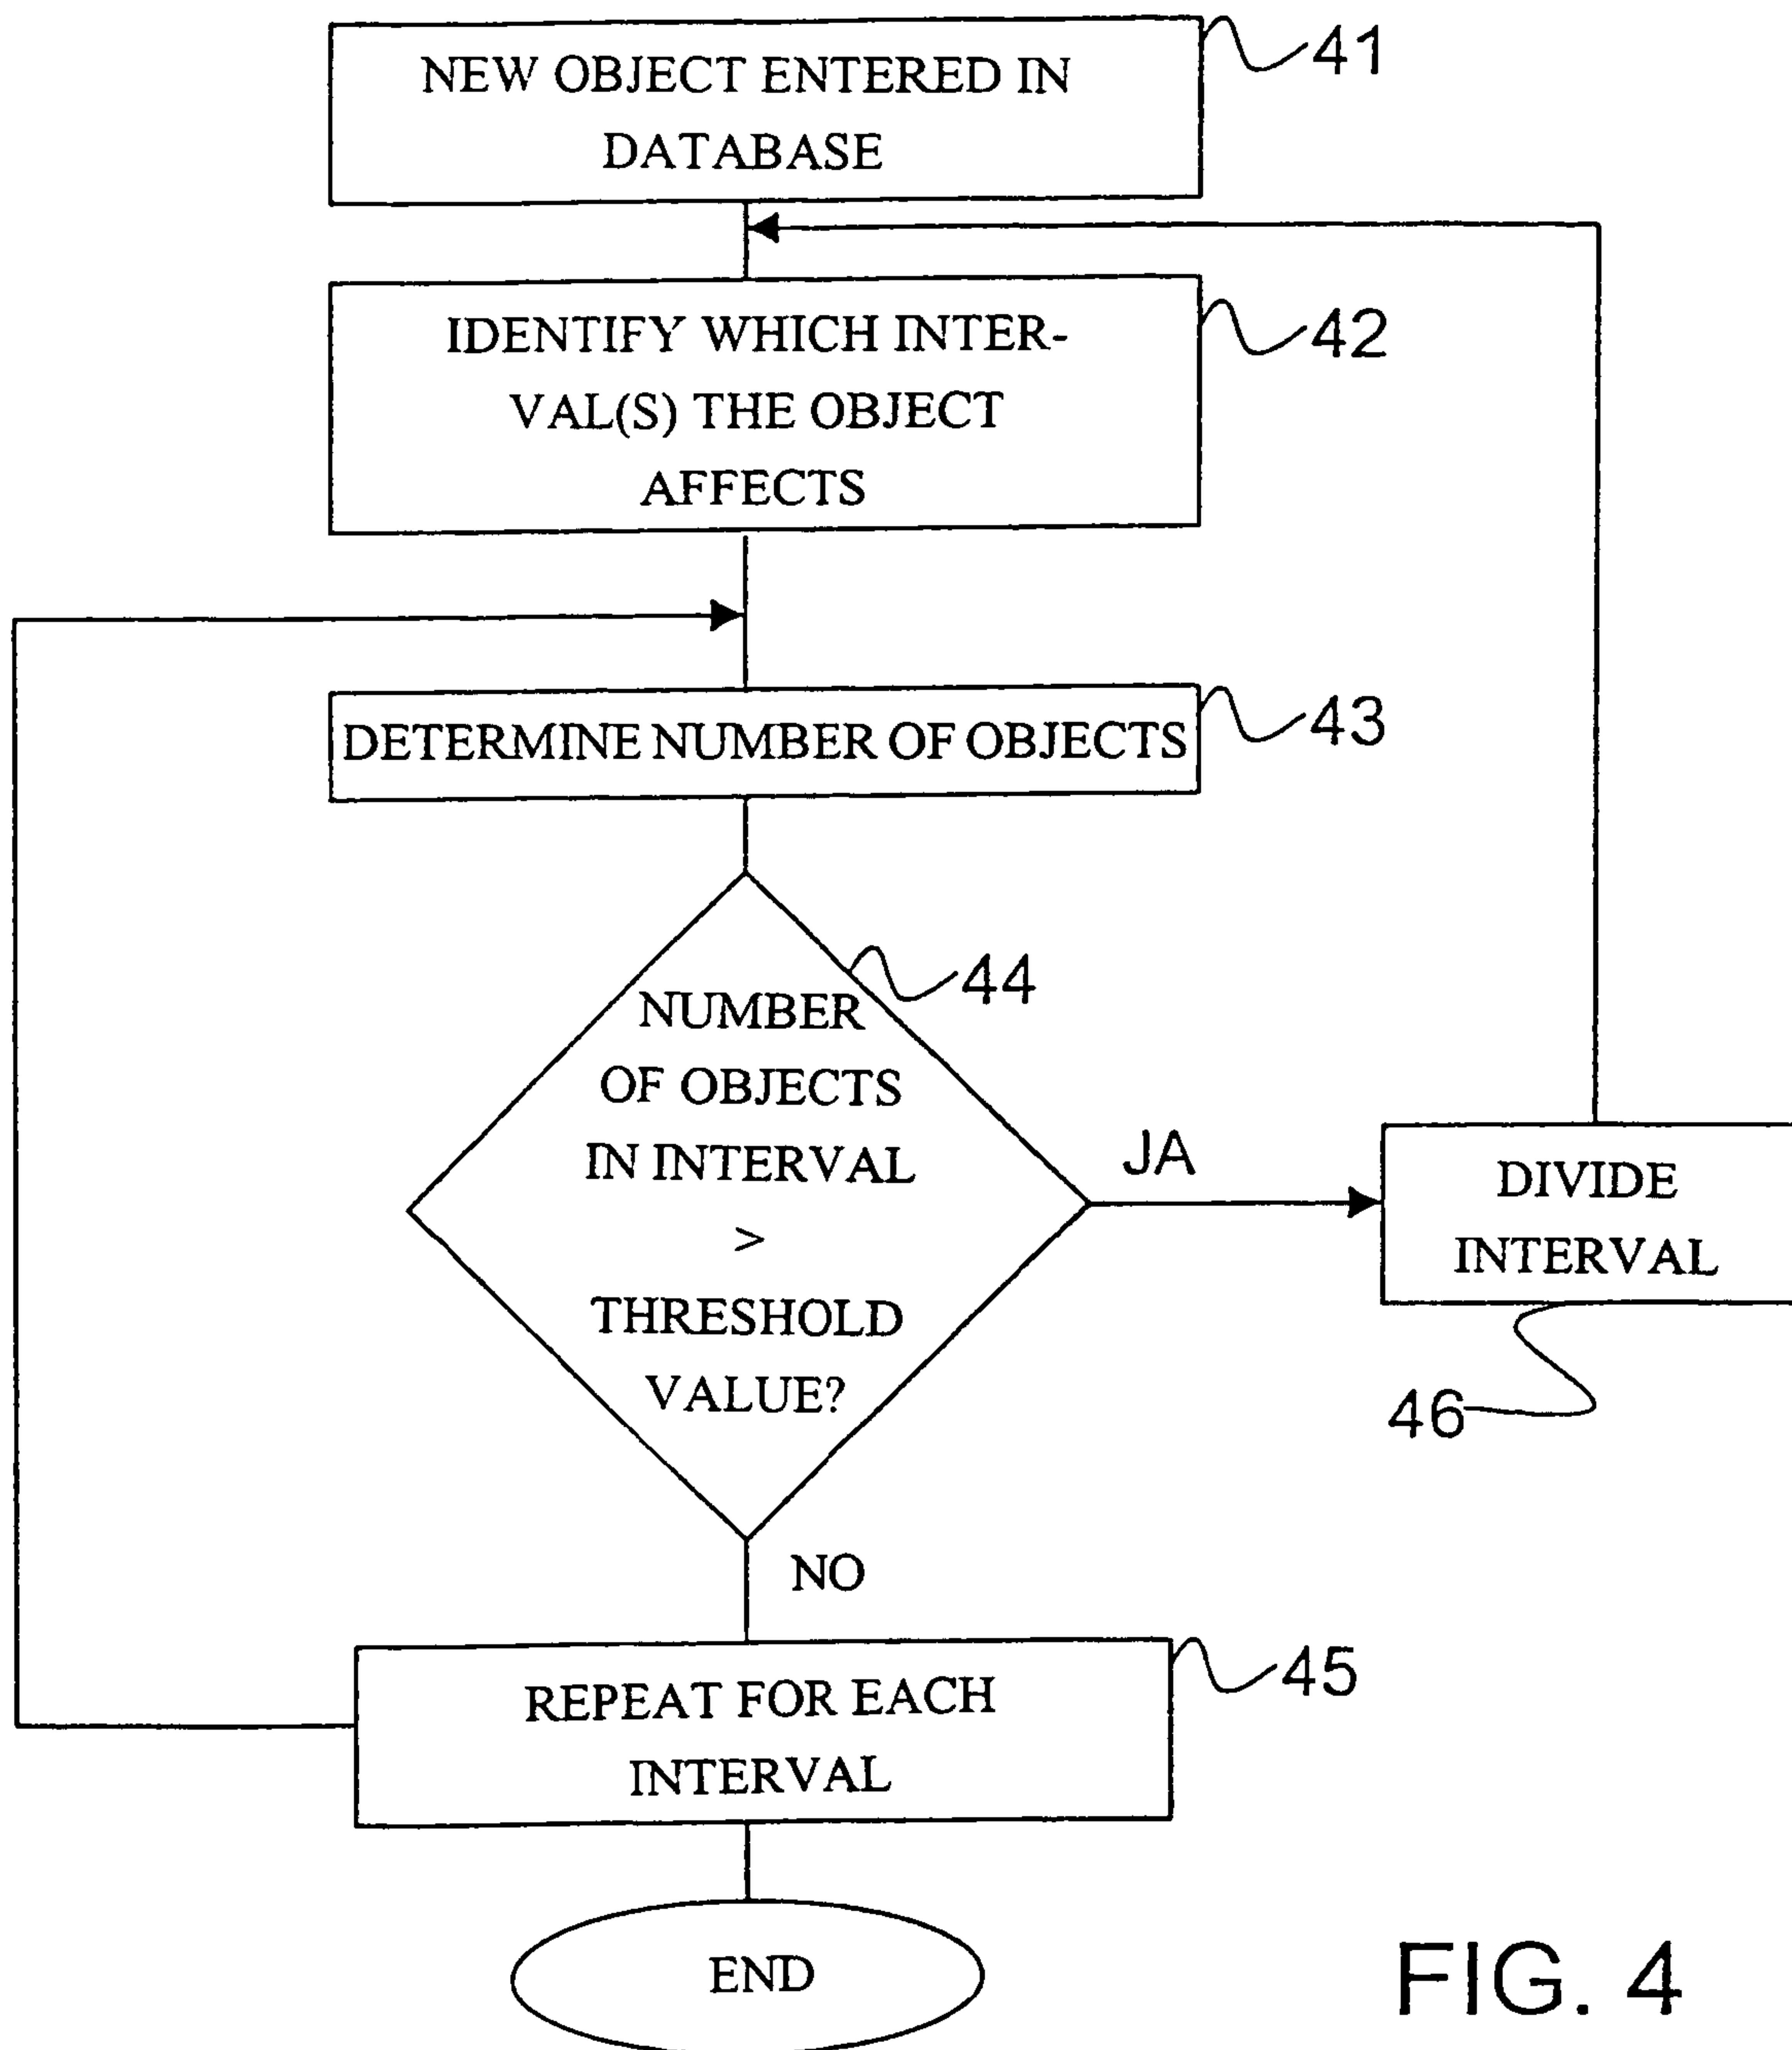 NEW OBJECT ENTERED IN
DATABASE
41
IDENTIFY WHICH INTER-
VAL(S) THE OBJECT
AFFECTS
42
DETERMINE NUMBER OF OBJECTS
43
44
NUMBER
OF OBJECTS
IN INTERVAL
>
THRESHOLD
VALUE?
JA
DIVIDE
INTERVAL
46
NO
REPEAT FOR EACH
INTERVAL
45
END
FIG. 4